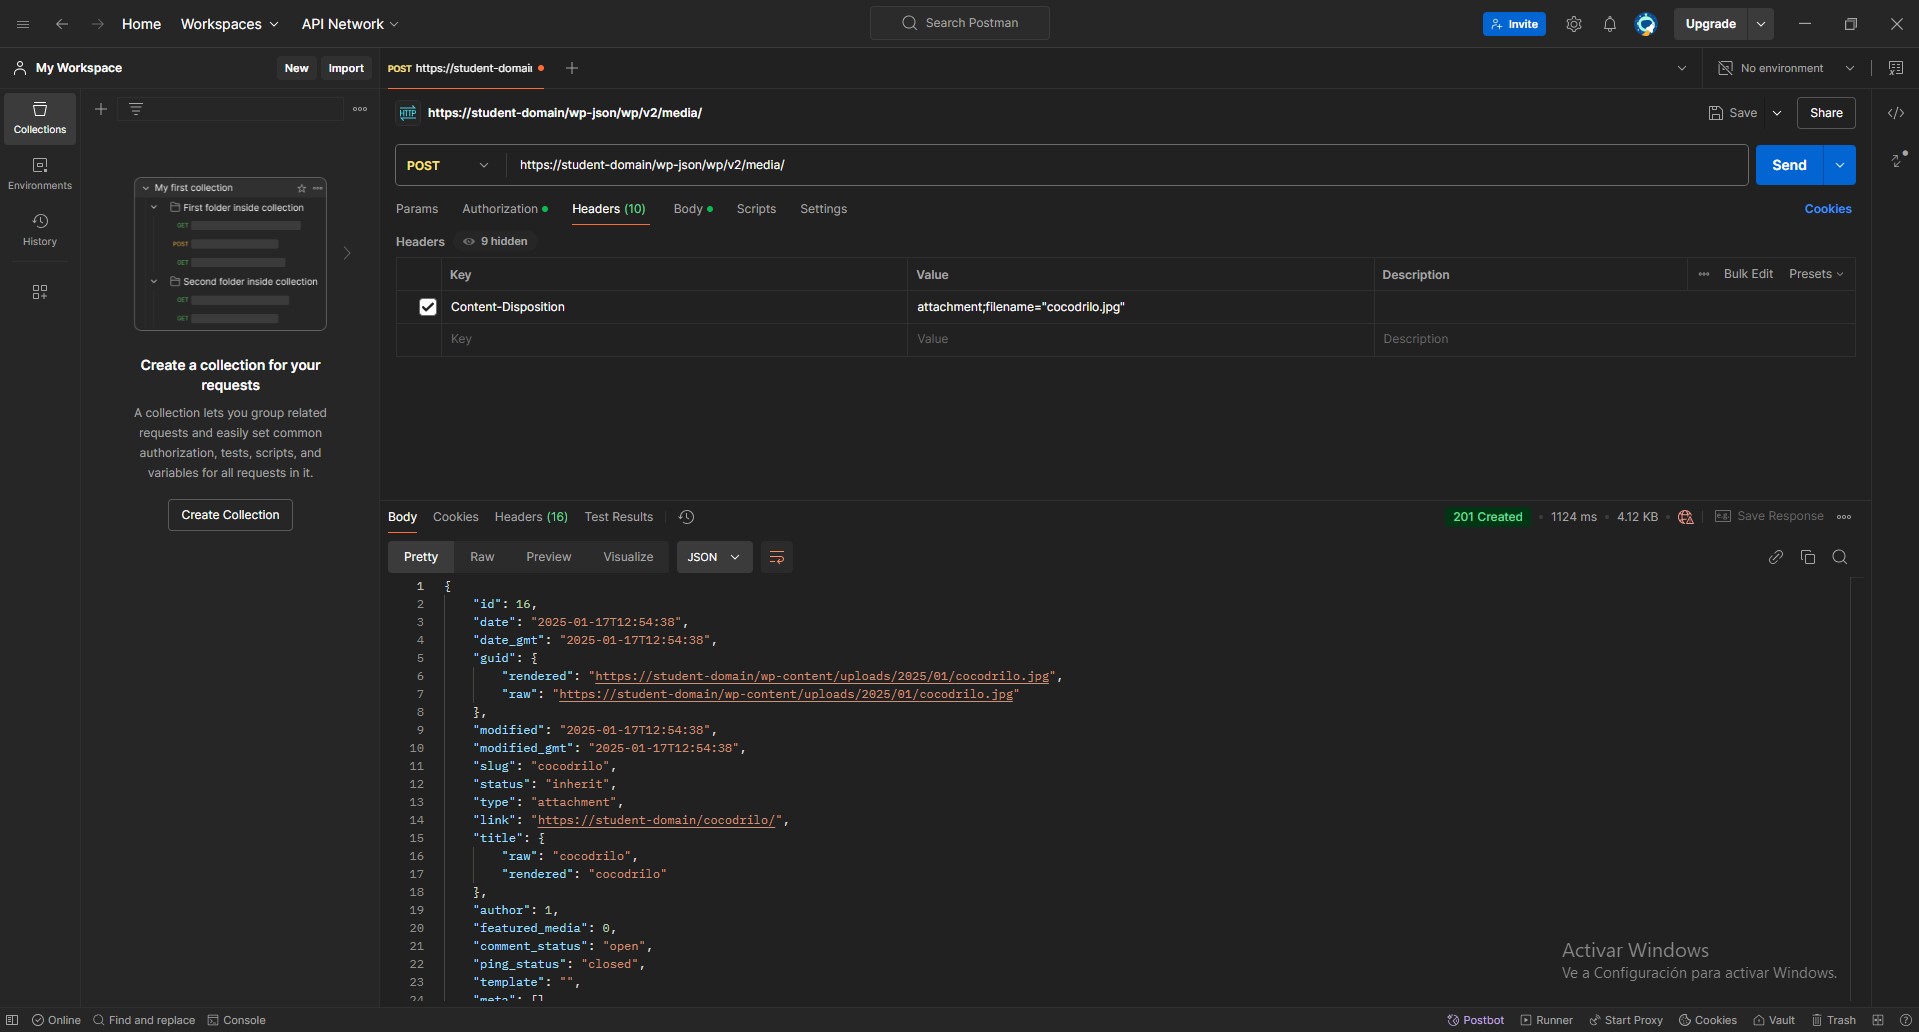 Home
Workspaces
API Network
Search Postman
Invite
Upgrade
My Workspace
New
Import
POST https://student-domai
No environment
Collections
Environments
History
My first collection
First folder inside collection
GET
POST
GET
Second folder inside collection
GET
GET
Create a collection for your
requests
A collection lets you group related
requests and easily set common
authorization, tests, scripts, and
variables for all requests in it.
Create Collection
HTTP
https://student-domain/wp-json/wp/v2/media/
Save
Share
POST
https://student-domain/wp-json/wp/v2/media/
Send
Params
Authorization
Headers (10)
Body
Scripts
Settings
Cookies
Headers
9 hidden
Key
Value
Description
Bulk Edit
Presets
Content-Disposition
attachment;filename="cocodrilo.jpg"
Key
Value
Description
Body
Cookies
Headers (16)
Test Results
201 Created
1124 ms
4.12 KB
e.g.
Save Response
Pretty
Raw
Preview
Visualize
JSON
1 {
2 "id": 16,
3 "date": "2025-01-17T12:54:38",
4 "date_gmt": "2025-01-17T12:54:38",
5 "guid": {
6 "rendered": "https://student-domain/wp-content/uploads/2025/01/cocodrilo.jpg",
7 "raw": "https://student-domain/wp-content/uploads/2025/01/cocodrilo.jpg"
8 },
9 "modified": "2025-01-17T12:54:38",
10 "modified_gmt": "2025-01-17T12:54:38",
11 "slug": "cocodrilo",
12 "status": "inherit",
13 "type": "attachment",
14 "link": "https://student-domain/cocodrilo/",
15 "title": {
16 "raw": "cocodrilo",
17 "rendered": "cocodrilo"
18 },
19 "author": 1,
20 "featured_media": 0,
21 "comment_status": "open",
22 "ping_status": "closed",
23 "template": "",
24 "meta": []
Activar Windows
Ve a Configuración para activar Windows.
Online
Find and replace
Console
Postbot
Runner
Start Proxy
Cookies
Vault
Trash